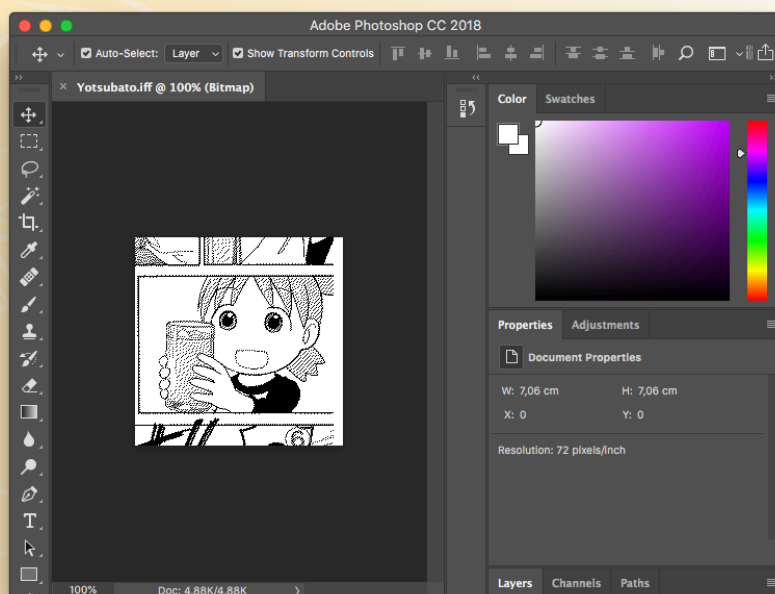 Adobe Photoshop CC 2018
Auto-Select: Layer Show Transform Controls
× Yotsubato.iff @ 100% (Bitmap)
Color Swatches
Properties Adjustments
Document Properties
W: 7,06 cm H: 7,06 cm
X: 0 Y: 0
Resolution: 72 pixels/inch
6
T
100% Doc: 4.88K/4.88K
Layers Channels Paths